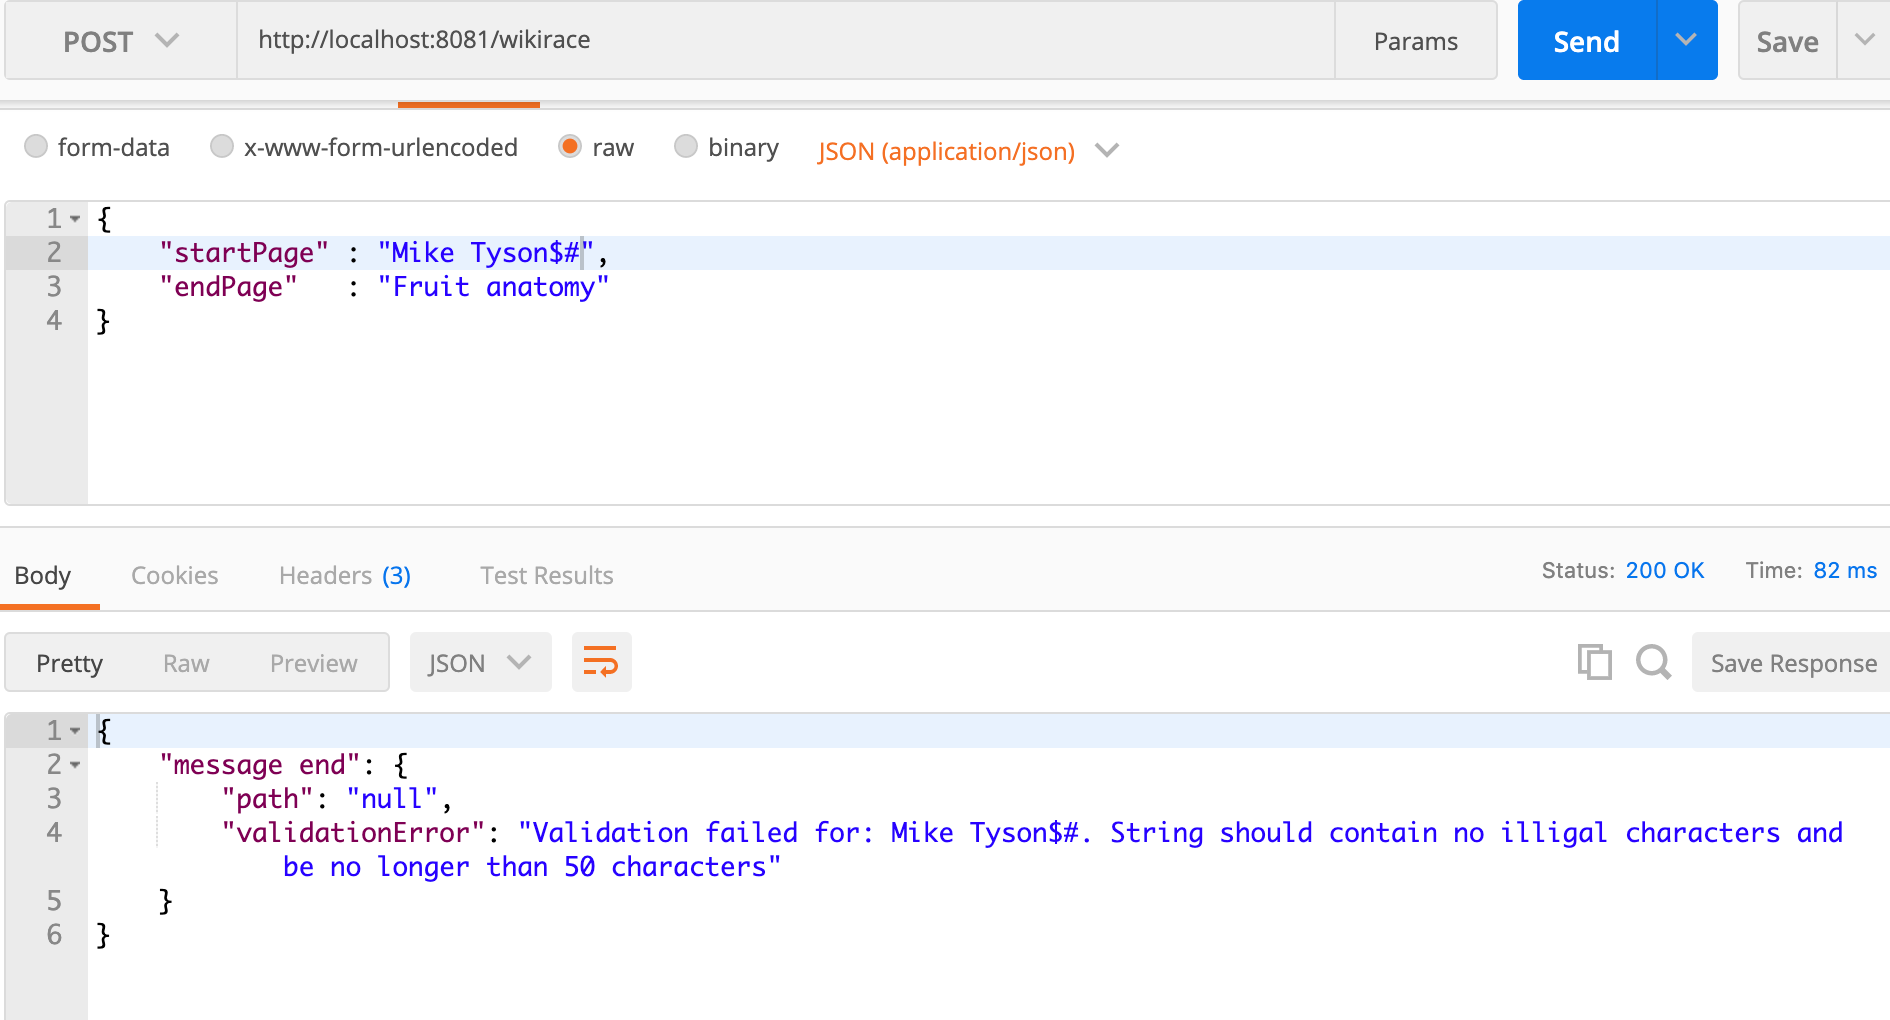 POST http://localhost:8081/wikirace Params Send Save
form-data x-www-form-urlencoded raw binary JSON (application/json)
1 {
2 "startPage" : "Mike Tyson$#",
3 "endPage" : "Fruit anatomy"
4 }
Body Cookies Headers (3) Test Results Status: 200 OK Time: 82 ms
Pretty Raw Preview JSON Save Response
1 {
2 "message end": {
3 "path": "null",
4 "validationError": "Validation failed for: Mike Tyson$#. String should contain no illigal characters and
be no longer than 50 characters"
5 }
6 }